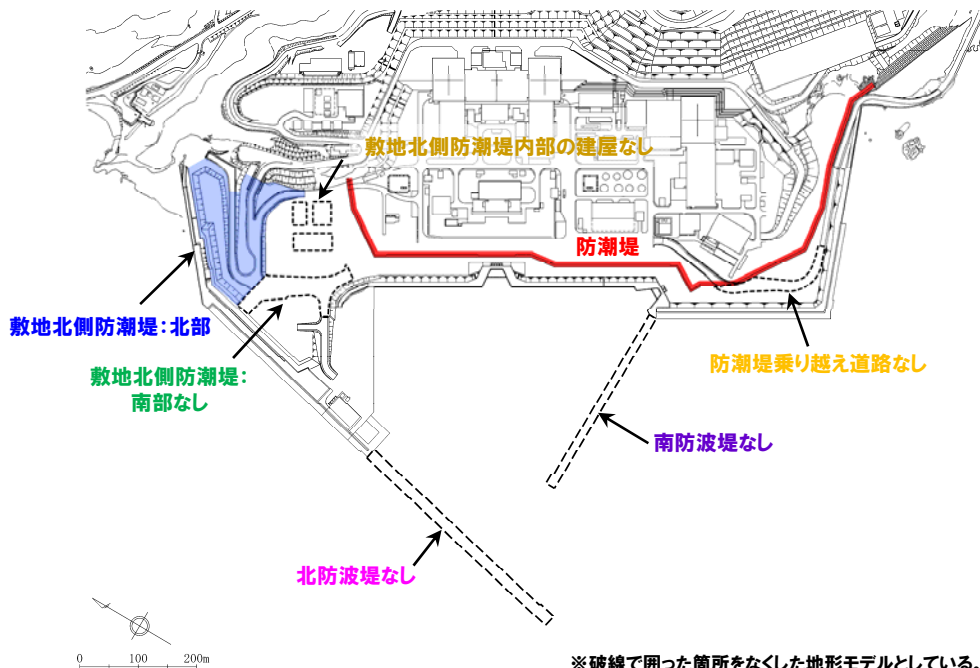 敷地北側防潮堤内部の建屋なし
防潮堤
敷地北側防潮堤：北部
敷地北側防潮堤：
南部なし
防潮堤乗り越え道路なし
南防波堤なし
北防波堤なし
0 100 200m
※破線で囲った箇所をなくした地形モデルとしている。